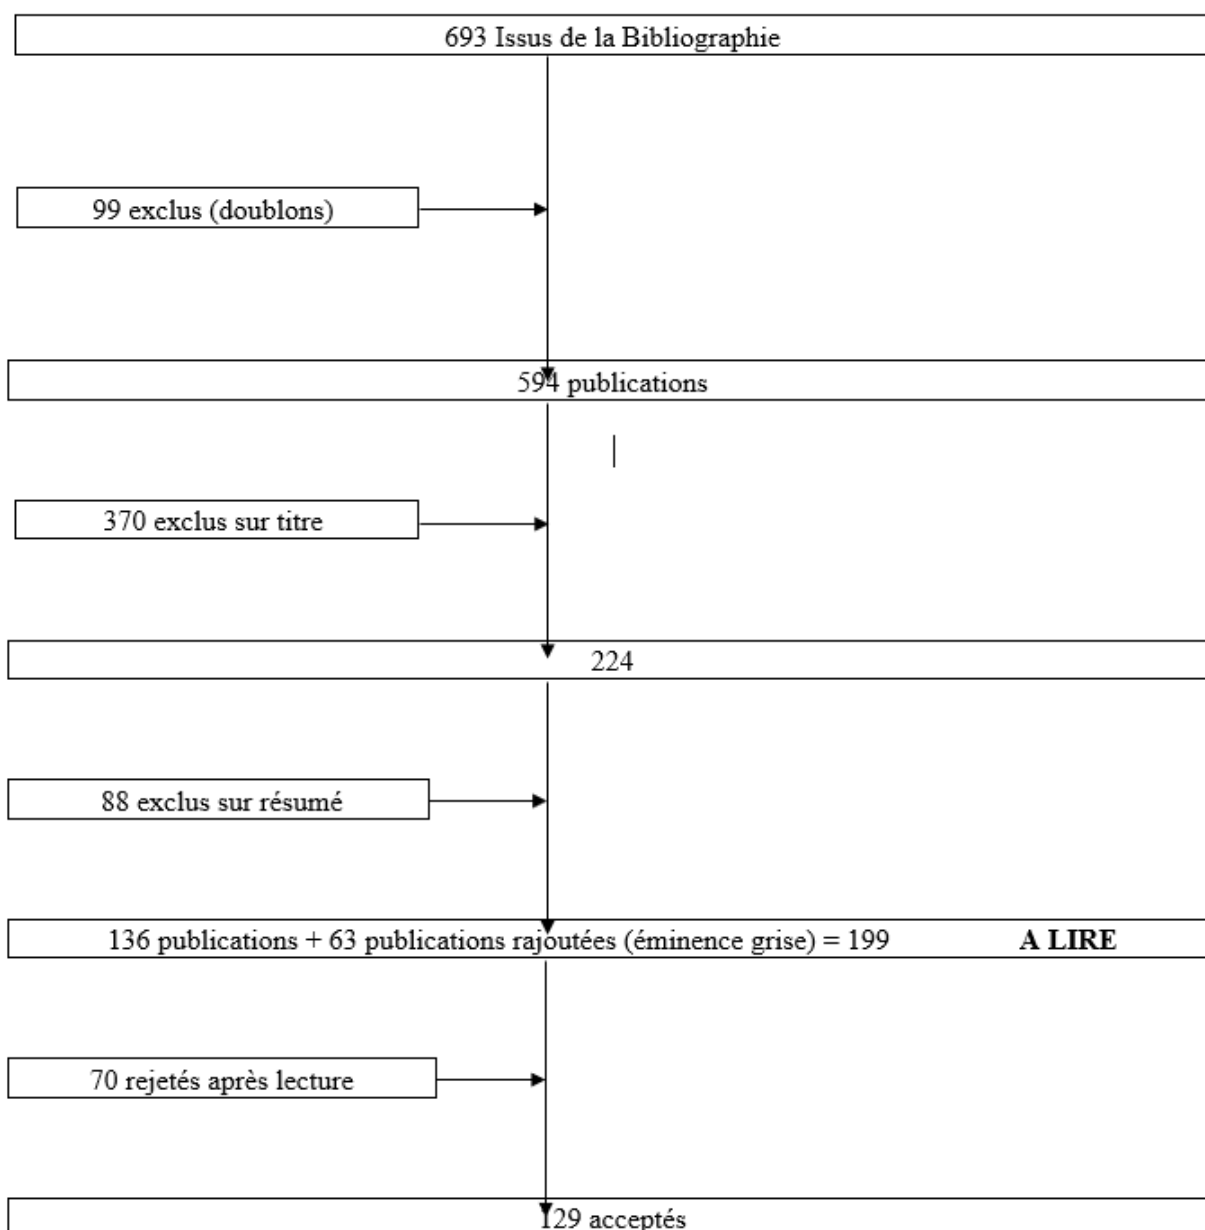 693 Issus de la Bibliographie
99 exclus (doublons)
594 publications
370 exclus sur titre
224
88 exclus sur résumé
136 publications + 63 publications rajoutées (éminence grise) = 199 A LIRE
70 rejetés après lecture
129 acceptés